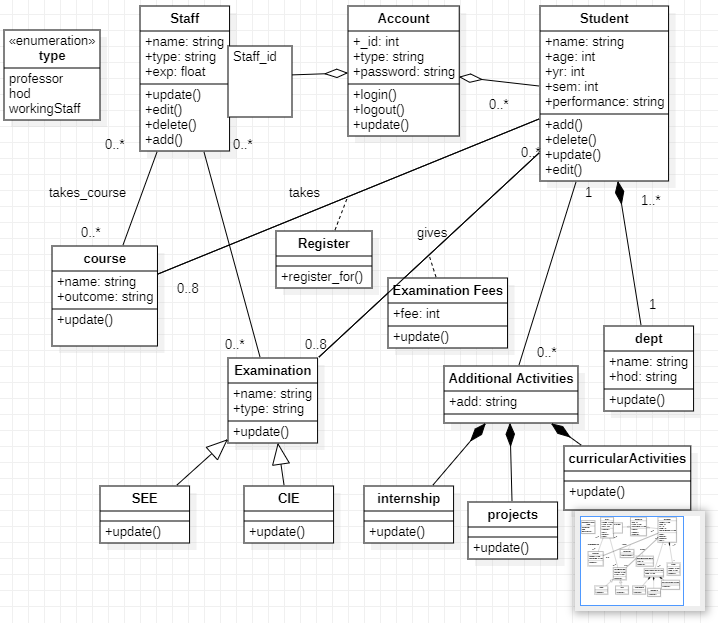 «enumeration»
type
professor
hod
workingStaff
Staff
+name: string
+type: string
+exp: float
+update()
+edit()
+delete()
+add()
Staff_id
Account
+_id: int
+type: string
+password: string
+login()
+logout()
+update()
Student
+name: string
+age: int
+yr: int
+sem: int
+performance: string
+add()
+delete()
+update()
+edit()
0..*
0..*
0..*
0..*
takes_course
0..*
takes
gives
1
1..*
course
+name: string
+outcome: string
+update()
0..8
Register
+register_for()
Examination Fees
+fee: int
+update()
1
dept
+name: string
+hod: string
+update()
0..*
0..8
0..*
Examination
+name: string
+type: string
+update()
Additional Activities
+add: string
SEE
+update()
CIE
+update()
internship
+update()
projects
+update()
curricularActivities
+update()